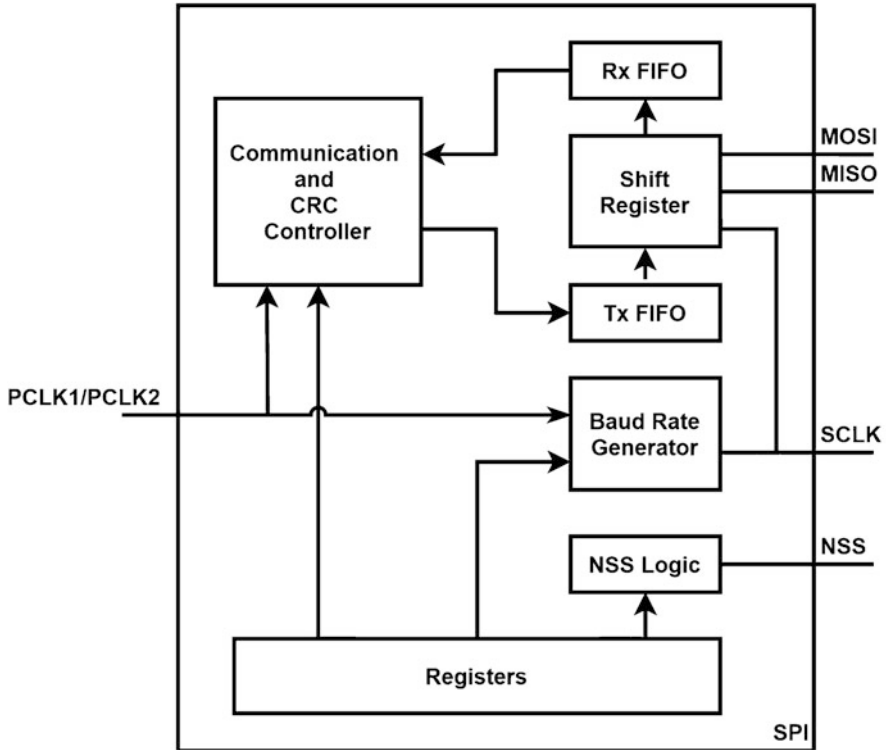 Rx FIFO
Communication
and
CRC
Controller
Shift
Register
MOSI
MISO
Tx FIFO
PCLK1/PCLK2
Baud Rate
Generator
SCLK
NSS Logic
NSS
Registers
SPI